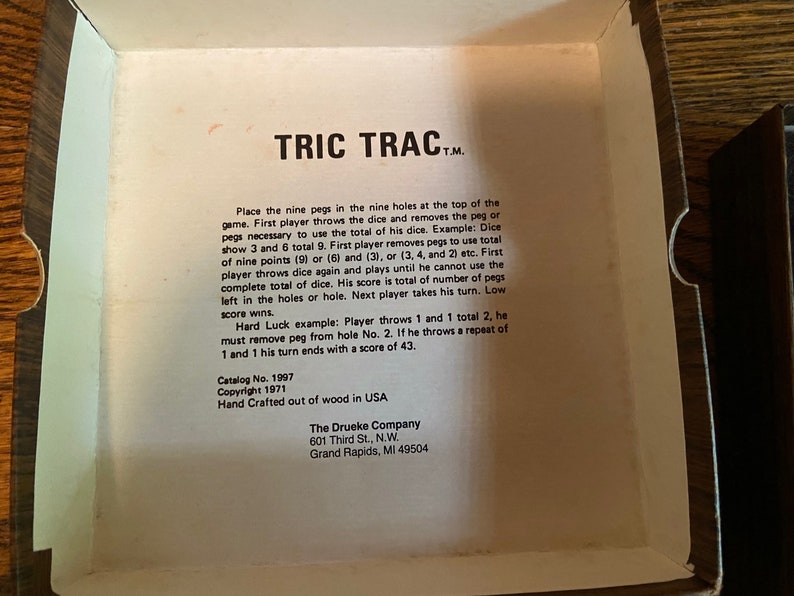 TRIC TRAC T.M.
Place the nine pegs in the nine holes at the top of the
game. First player throws the dice and removes the peg or
pegs necessary to use the total of his dice. Example: Dice
show 3 and 6 total 9. First player removes pegs to use total
of nine points (9) or (6) and (3), or (3, 4, and 2) etc. First
player throws dice again and plays until he cannot use the
complete total of dice. His score is total of number of pegs
left in the holes or hole. Next player takes his turn. Low
score wins.
Hard Luck example: Player throws 1 and 1 total 2, he
must remove peg from hole No. 2. If he throws a repeat of
1 and 1 his turn ends with a score of 43.
Catalog No. 1997
Copyright 1971
Hand Crafted out of wood in USA
The Drueke Company
601 Third St., N.W.
Grand Rapids, MI 49504